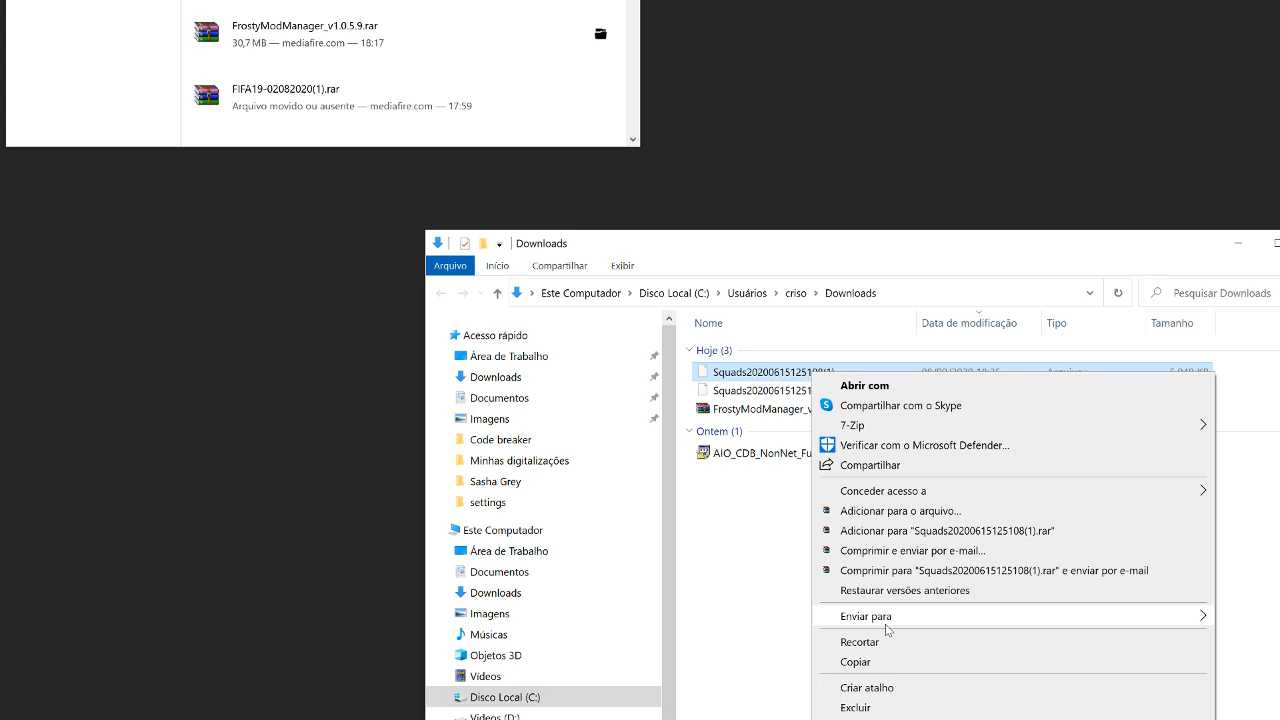 FrostyModManager_v1.0.5.9.rar
30,7 MB — mediafire.com — 18:17
FIFA19-02082020(1).rar
Arquivo movido ou ausente — mediafire.com — 17:59
Downloads
Arquivo Início Compartilhar Exibir
Este Computador Disco Local (C:) Usuários criso Downloads
Pesquisar Downloads
Nome Data de modificação Tipo Tamanho
Acesso rápido
Área de Trabalho
Downloads
Documentos
Imagens
Code breaker
Minhas digitalizações
Sasha Grey
settings
Este Computador
Área de Trabalho
Documentos
Downloads
Imagens
Músicas
Objetos 3D
Vídeos
Disco Local (C:)
Videos (D:)
Hoje (3)
Squads20200615125108(1)
Squads202006151251
FrostyModManager_v
Ontem (1)
AIO_CDB_NonNet_Fu
Abrir com
Compartilhar com o Skype
7-Zip
Verificar com o Microsoft Defender...
Compartilhar
Conceder acesso a
Adicionar para o arquivo...
Adicionar para "Squads20200615125108(1).rar"
Comprimir e enviar por e-mail...
Comprimir para "Squads20200615125108(1).rar" e enviar por e-mail
Restaurar versões anteriores
Enviar para
Recortar
Copiar
Criar atalho
Excluir